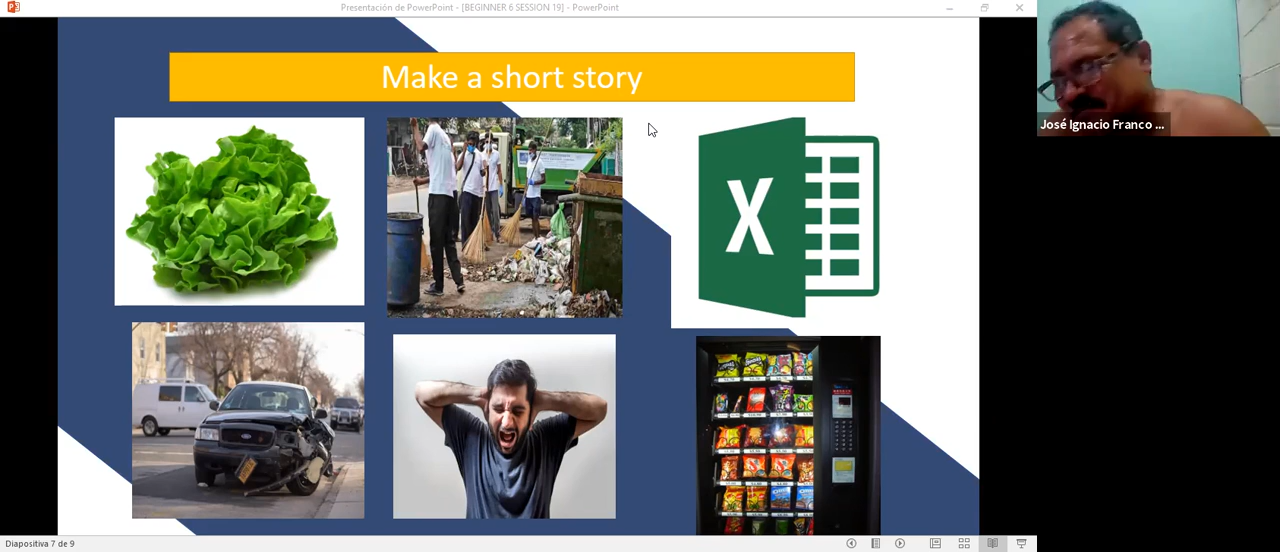 Presentación de PowerPoint - [BEGINNER 6 SESSION 19] - PowerPoint
Make a short story
José Ignacio Franco ...
X
Diapositiva 7 de 9